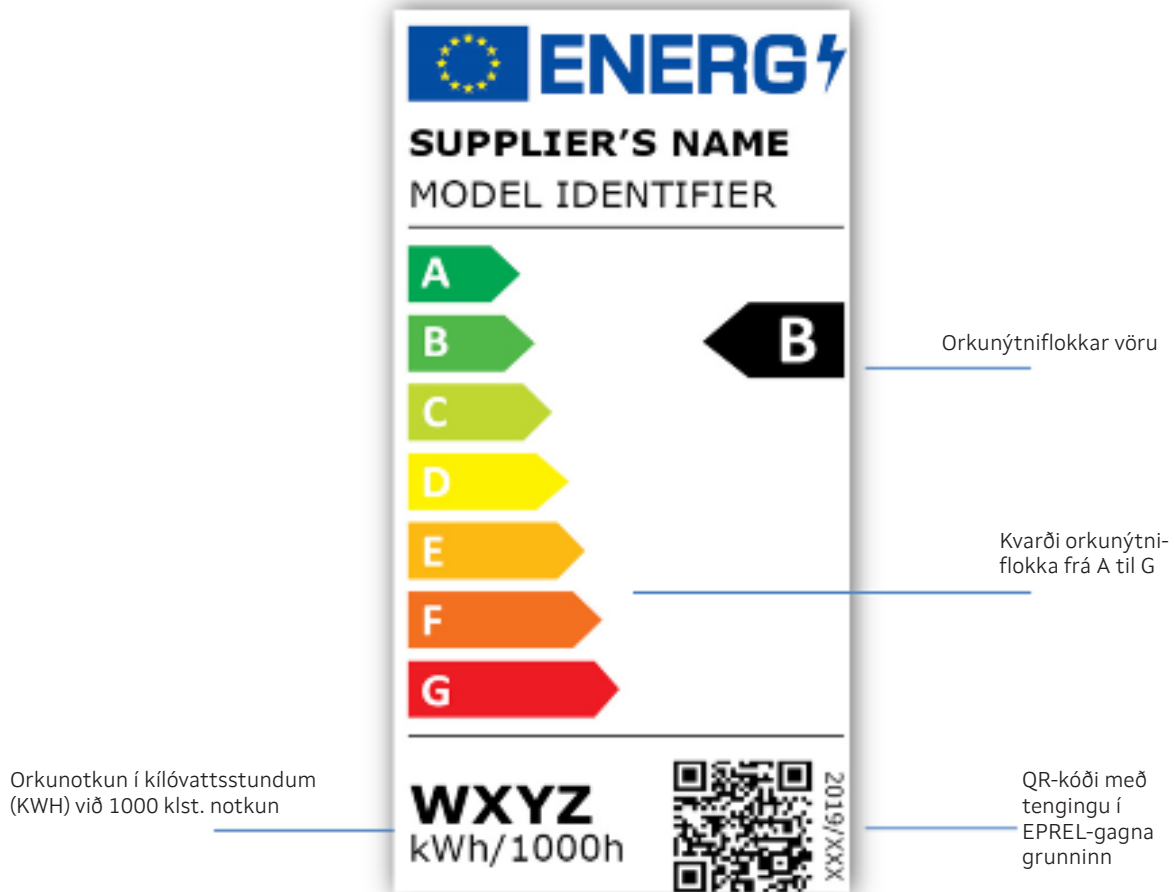 ENERG
SUPPLIER'S NAME
MODEL IDENTIFIER
A
B
B
Orkunýtniflokkar vöru
C
D
E
Kvarði orkunýtni-
flokka frá A til G
F
G
Orkunotkun í kílóvattsstundum
(KWH) við 1000 klst. notkun
WXYZ
kWh/1000h
2019/XXX
QR-kóði með
tengingu í
EPREL-gagna
grunninn